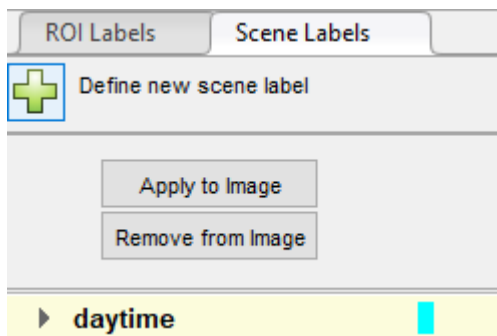 ROI Labels Scene Labels
Define new scene label
Apply to Image
Remove from Image
daytime